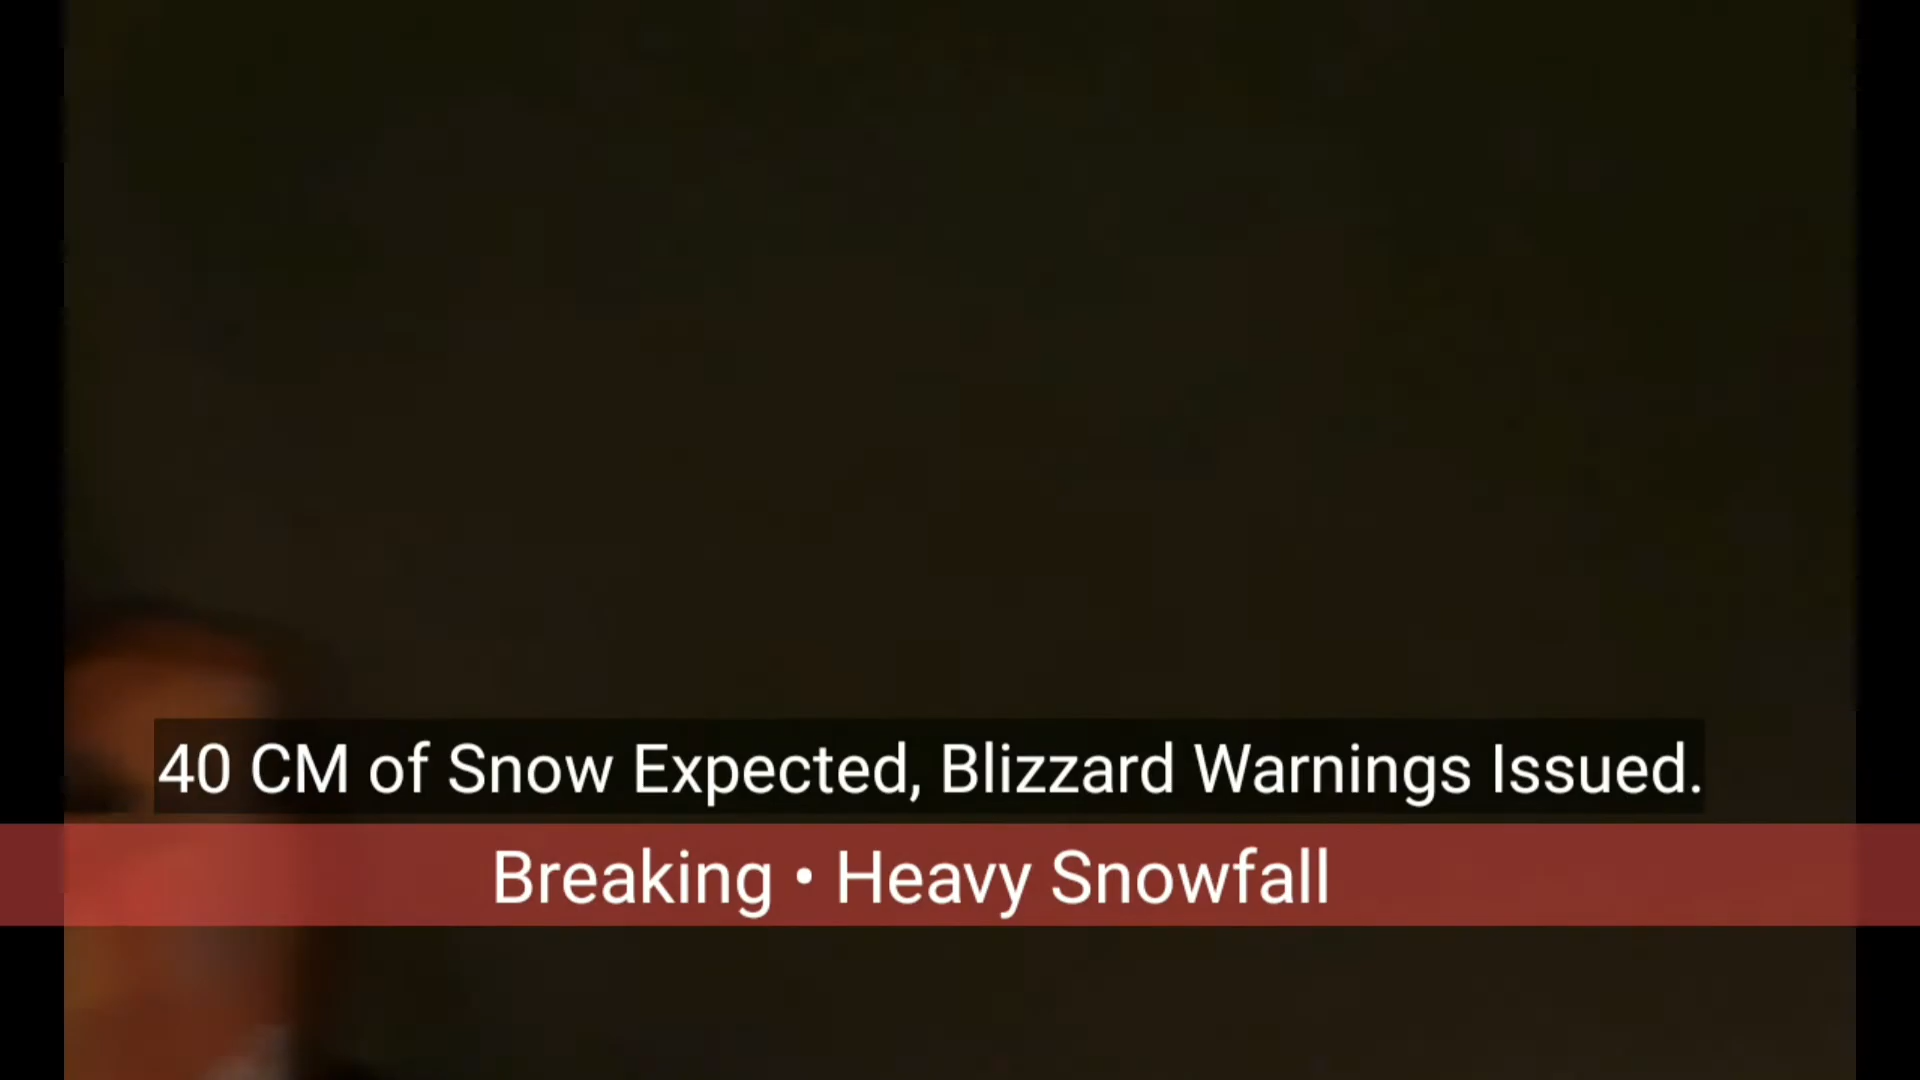 40 CM of Snow Expected, Blizzard Warnings Issued.
Breaking • Heavy Snowfall